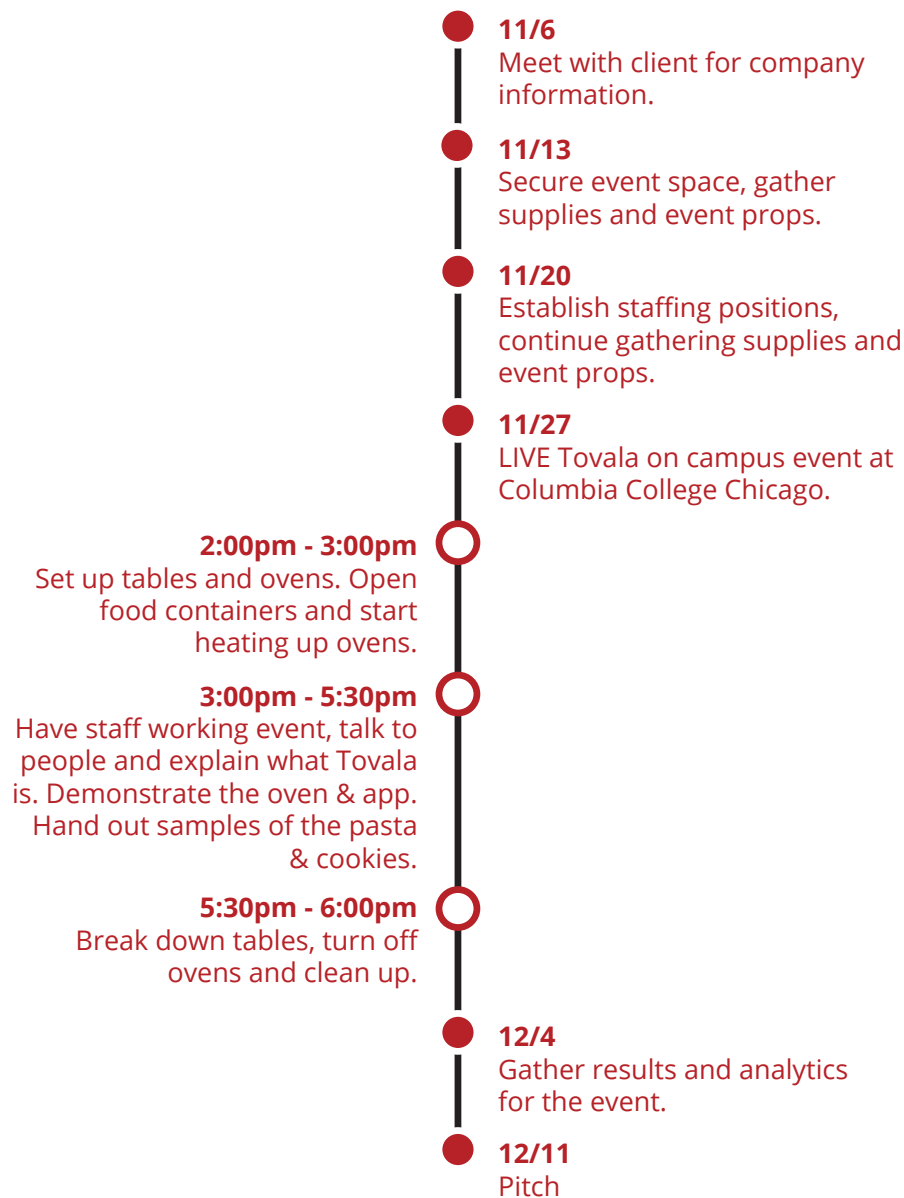 11/6
Meet with client for company
information.
11/13
Secure event space, gather
supplies and event props.
11/20
Establish staffing positions,
continue gathering supplies and
event props.
11/27
LIVE Tovala on campus event at
Columbia College Chicago.
2:00pm - 3:00pm
Set up tables and ovens. Open
food containers and start
heating up ovens.
3:00pm - 5:30pm
Have staff working event, talk to
people and explain what Tovala
is. Demonstrate the oven & app.
Hand out samples of the pasta
& cookies.
5:30pm - 6:00pm
Break down tables, turn off
ovens and clean up.
12/4
Gather results and analytics
for the event.
12/11
Pitch